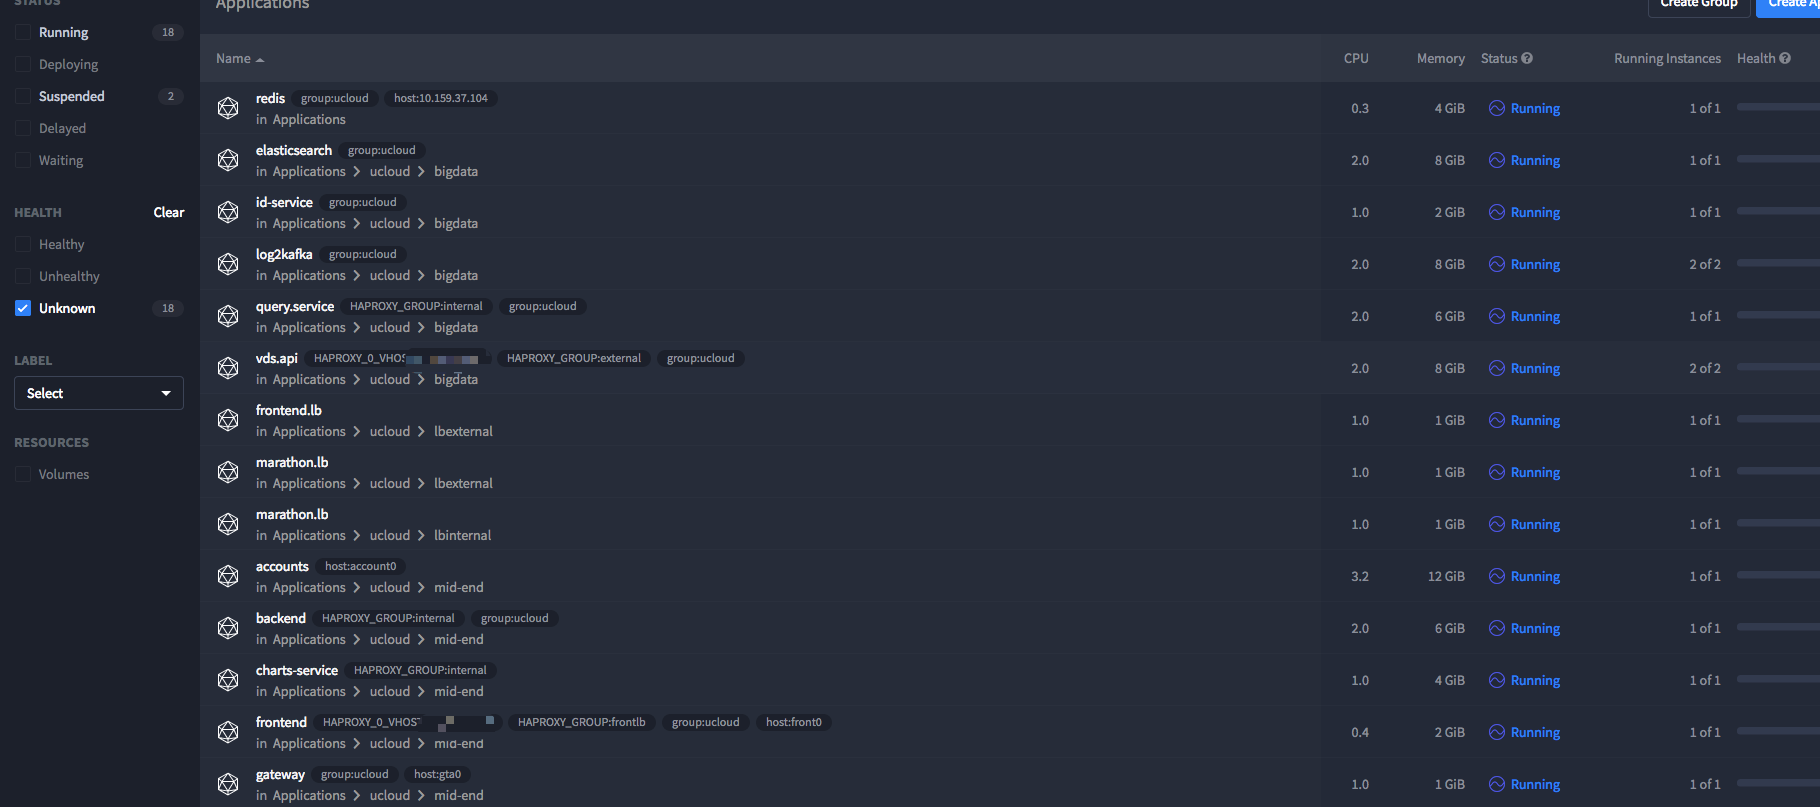 STATUS
Running 18
Deploying
Suspended 2
Delayed
Waiting
HEALTH Clear
Healthy
Unhealthy
Unknown 18
LABEL
Select
RESOURCES
Volumes
Applications
Create Group
Create
Name CPU Memory Status Running Instances Health
redis group:ucloud host:10.159.37.104
in Applications
0.3 4 GiB Running 1 of 1
elasticsearch group:ucloud
in Applications > ucloud > bigdata
2.0 8 GiB Running 1 of 1
id-service group:ucloud
in Applications > ucloud > bigdata
1.0 2 GiB Running 1 of 1
log2kafka group:ucloud
in Applications > ucloud > bigdata
2.0 8 GiB Running 2 of 2
query.service HAPROXY_GROUP:internal group:ucloud
in Applications > ucloud > bigdata
2.0 6 GiB Running 1 of 1
vds.api HAPROXY_0_VHOS HAPROXY_GROUP:external group:ucloud
in Applications > ucloud > bigdata
2.0 8 GiB Running 2 of 2
frontend.lb
in Applications > ucloud > lbexternal
1.0 1 GiB Running 1 of 1
marathon.lb
in Applications > ucloud > lbexternal
1.0 1 GiB Running 1 of 1
marathon.lb
in Applications > ucloud > lbinternal
1.0 1 GiB Running 1 of 1
accounts host:account0
in Applications > ucloud > mid-end
3.2 12 GiB Running 1 of 1
backend HAPROXY_GROUP:internal group:ucloud
in Applications > ucloud > mid-end
2.0 6 GiB Running 1 of 1
charts-service HAPROXY_GROUP:internal
in Applications > ucloud > mid-end
1.0 4 GiB Running 1 of 1
frontend HAPROXY_0_VHOST HAPROXY_GROUP:frontlb group:ucloud host:front0
in Applications > ucloud > mid-end
0.4 2 GiB Running 1 of 1
gateway group:ucloud host:gta0
in Applications > ucloud > mid-end
1.0 1 GiB Running 1 of 1